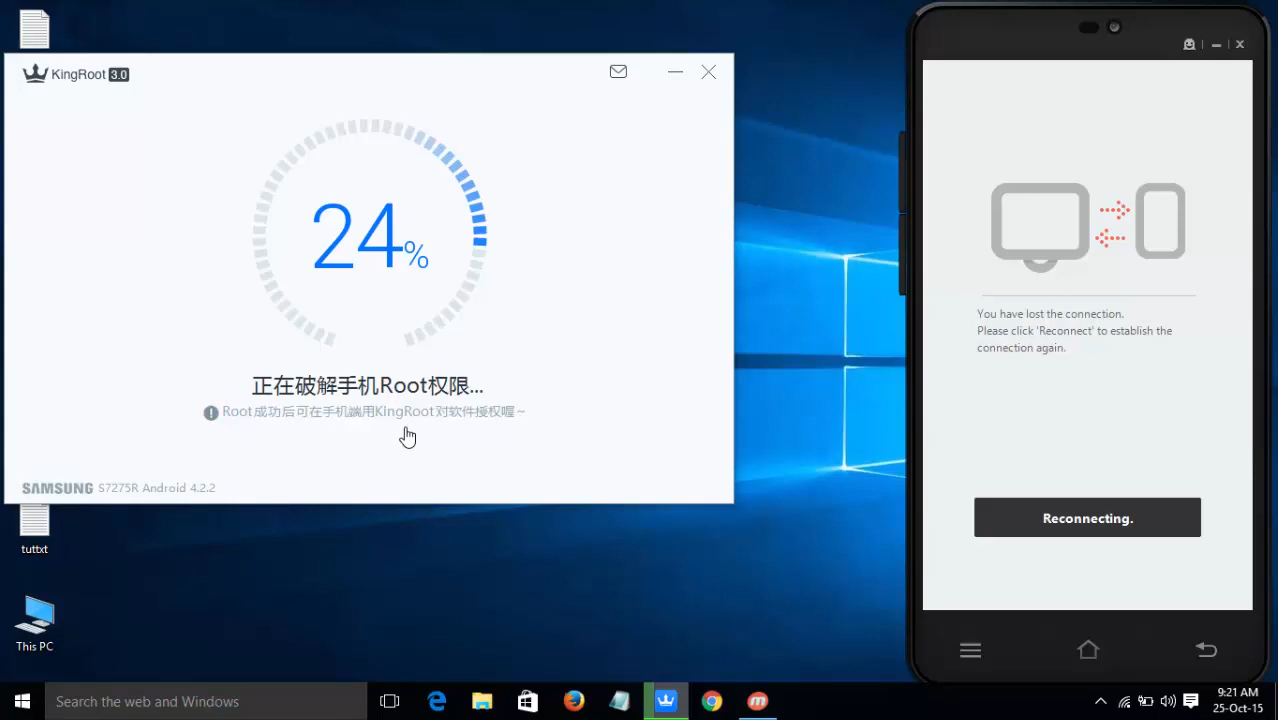 KingRoot 3.0
24%
正在破解手机Root权限...
Root成功后可在手机端用KingRoot对软件授权喔~
SAMSUNG S7275R Android 4.2.2
tuttxt
This PC
You have lost the connection.
Please click 'Reconnect' to establish the
connection again.
Reconnecting.
Search the web and Windows
9:21 AM
25-Oct-15